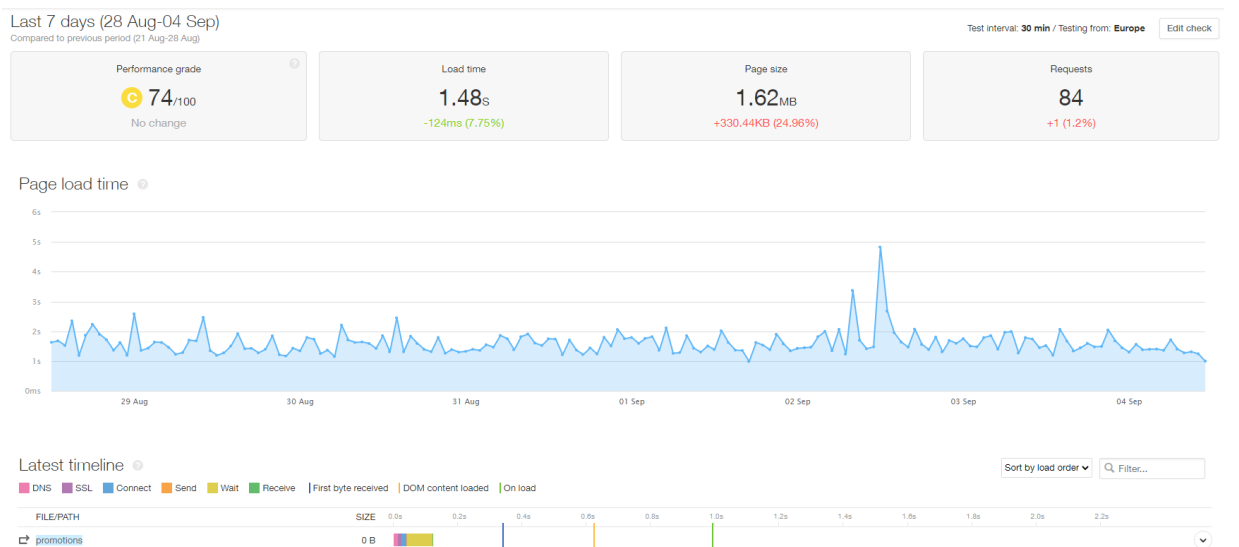 Last 7 days (28 Aug-04 Sep)
Compared to previous period (21 Aug-28 Aug)
Test interval: 30 min / Testing from: Europe
Edit check
Performance grade ?
C 74/100
No change
Load time
1.48s
-124ms (7.75%)
Page size
1.62MB
+330.44KB (24.96%)
Requests
84
+1 (1.2%)
Page load time ?
6s
5s
4s
3s
2s
1s
0ms
29 Aug 30 Aug 31 Aug 01 Sep 02 Sep 03 Sep 04 Sep
Latest timeline ?
Sort by load order
Filter...
DNS SSL Connect Send Wait Receive First byte received DOM content loaded On load
FILE/PATH SIZE 0.0s 0.2s 0.4s 0.6s 0.8s 1.0s 1.2s 1.4s 1.6s 1.8s 2.0s 2.2s
promotions 0 B